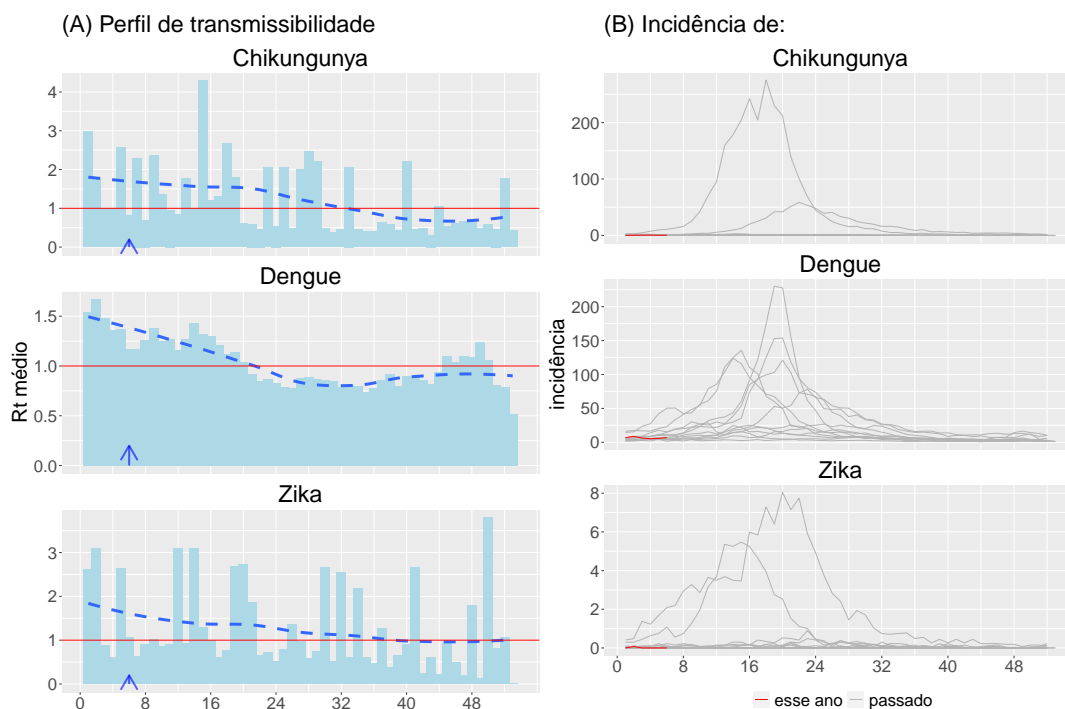 (A) Perfil de transmissibilidade
Chikungunya
4
3
2
1
0
Dengue
1.5
1.0
0.5
0.0
Zika
3
2
1
0
0 8 16 24 32 40 48
Rt médio
(B) Incidência de:
Chikungunya
200
100
0
Dengue
200
150
100
50
0
Zika
8
6
4
2
0
0 8 16 24 32 40 48
incidência
esse ano passado